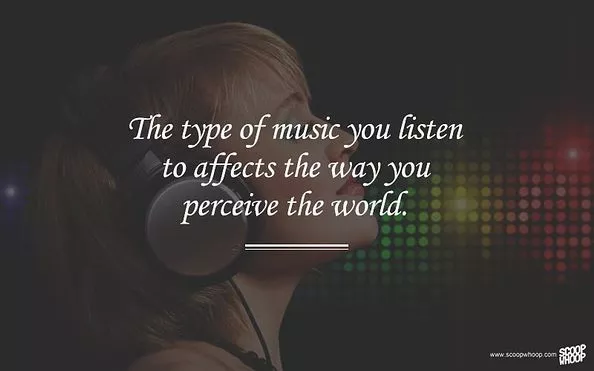 The type of music you listen
to affects the way you
perceive the world.
www.scoopwhoop.com
SCOOP
WHOOP